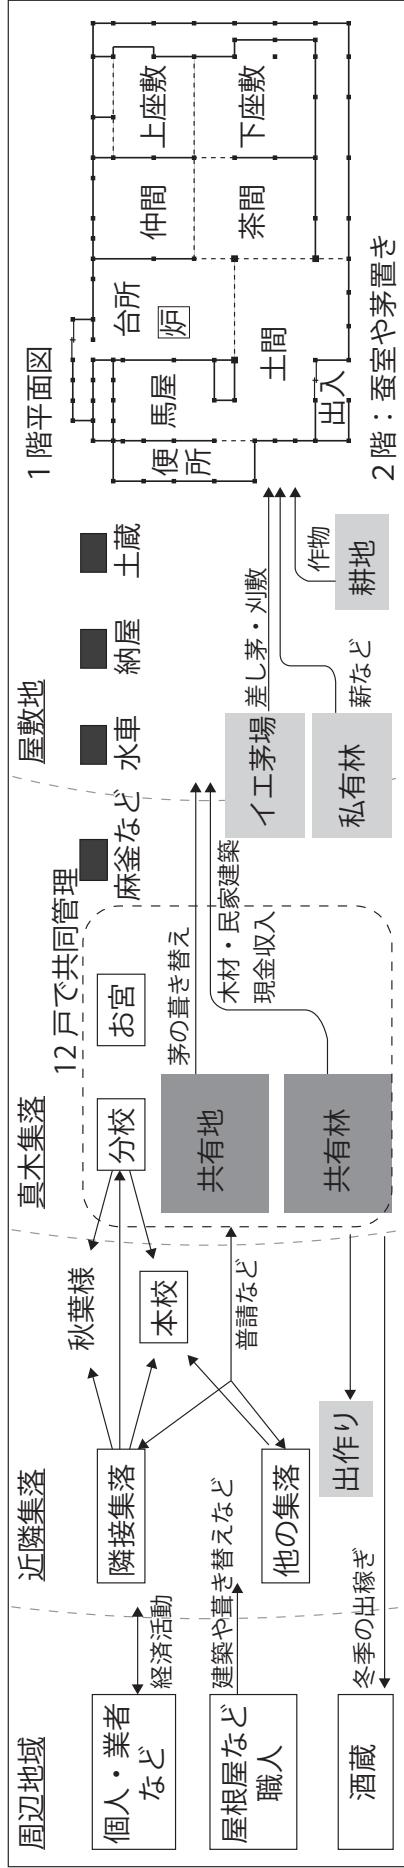 周辺地域
個人・業者
など
経済活動
屋根屋など
職人
建築や葺き替えなど
酒蔵
冬季の出稼ぎ
近隣集落
隣接集落
他の集落
秋葉様
本校
普請など
出作り
真木集落
12戸で共同管理
分校
お宮
共有地
茅の葺き替え
共有林
木材・民家建築
現金収入
屋敷地
麻釜など
水車
納屋
土蔵
イエ茅場
差し茅・刈敷
私有林
薪など
耕地
作物
1階平面図
便
所
馬屋
台所
炉
土間
出入
仲間
茶間
上座敷
下座敷
2階：蚕室や茅置き